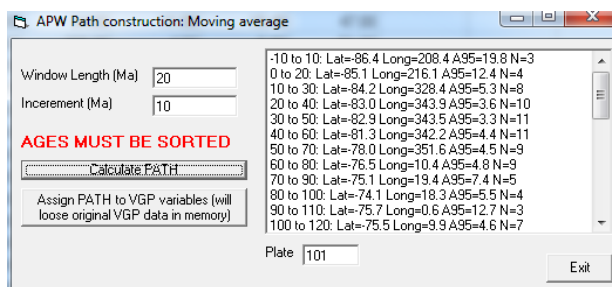 APW Path construction: Moving average
Window Length (Ma) 20
Increment (Ma) 10
AGES MUST BE SORTED
Calculate PATH
Assign PATH to VGP variables (will
loose original VGP data in memory)
-10 to 10: Lat=-86.4 Long=208.4 A95=19.8 N=3
0 to 20: Lat=-85.1 Long=216.1 A95=12.4 N=4
10 to 30: Lat=-84.2 Long=328.4 A95=5.3 N=8
20 to 40: Lat=-83.0 Long=343.9 A95=3.6 N=10
30 to 50: Lat=-82.9 Long=343.5 A95=3.3 N=11
40 to 60: Lat=-81.3 Long=342.2 A95=4.4 N=11
50 to 70: Lat=-78.0 Long=351.6 A95=4.5 N=9
60 to 80: Lat=-76.5 Long=10.4 A95=4.8 N=9
70 to 90: Lat=-75.1 Long=19.4 A95=7.4 N=5
80 to 100: Lat=-74.1 Long=18.3 A95=5.5 N=4
90 to 110: Lat=-75.7 Long=0.6 A95=12.7 N=3
100 to 120: Lat=-75.5 Long=9.9 A95=4.6 N=7
Plate 101
Exit